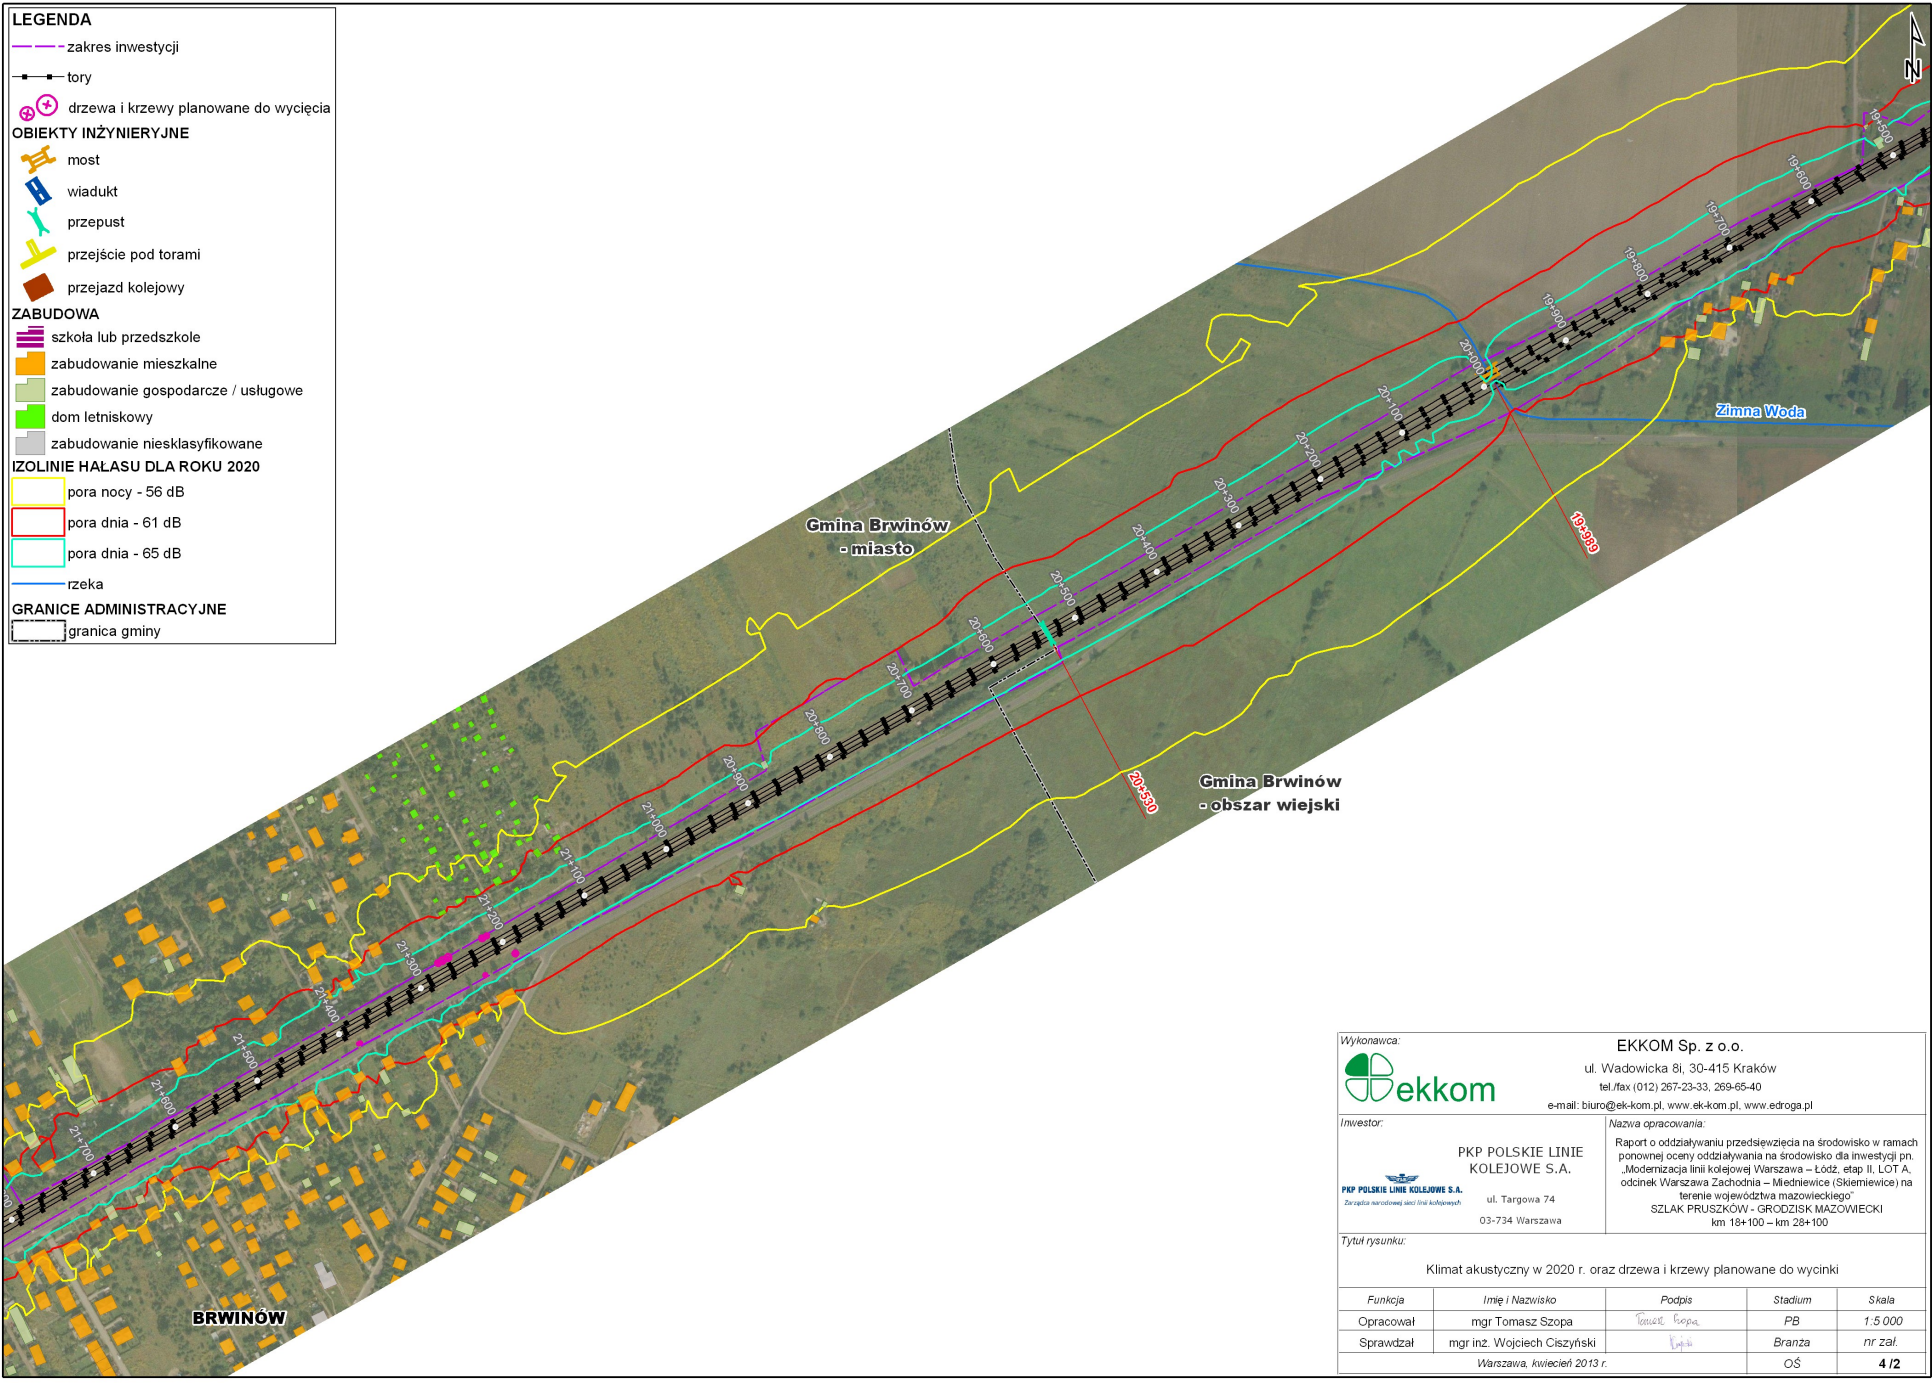 LEGENDA
zakres inwestycji
tory
drzewa i krzewy planowane do wycięcia
OBIEKTY INŻYNIERYJNE
most
wiadukt
przepust
przejście pod torami
przejazd kolejowy
ZABUDOWA
szkoła lub przedszkole
zabudowanie mieszkalne
zabudowanie gospodarcze / usługowe
dom letniskowy
zabudowanie niesklasyfikowane
IZOLINIE HAŁASU DLA ROKU 2020
pora nocy - 56 dB
pora dnia - 61 dB
pora dnia - 65 dB
rzeka
GRANICE ADMINISTRACYJNE
granica gminy
N
19+500
19+600
19+700
19+800
19+900
20+000
20+100
20+200
20+300
20+400
20+500
20+600
20+700
20+800
20+900
21+000
21+100
21+200
21+300
21+400
21+500
21+600
21+700
Zimna Woda
19+989
20+530
Gmina Brwinów
- miasto
Gmina Brwinów
- obszar wiejski
BRWINÓW
Wykonawca:
ekkom
EKKOM Sp. z o.o.
ul. Wadowicka 8i, 30-415 Kraków
tel./fax (012) 267-23-33, 269-65-40
e-mail: biuro@ek-kom.pl, www.ek-kom.pl, www.edroga.pl
Inwestor:
PKP POLSKIE LINIE KOLEJOWE S.A.
Zarządca narodowej sieci linii kolejowych
PKP POLSKIE LINIE
KOLEJOWE S.A.
ul. Targowa 74
03-734 Warszawa
Nazwa opracowania:
Raport o oddziaływaniu przedsięwzięcia na środowisko w ramach
ponownej oceny oddziaływania na środowisko dla inwestycji pn.
„Modernizacja linii kolejowej Warszawa – Łódź, etap II, LOT A,
odcinek Warszawa Zachodnia – Miedniewice (Skierniewice) na
terenie województwa mazowieckiego”
SZLAK PRUSZKÓW - GRODZISK MAZOWIECKI
km 18+100 – km 28+100
Tytuł rysunku:
Klimat akustyczny w 2020 r. oraz drzewa i krzewy planowane do wycinki
Funkcja Imię i Nazwisko Podpis Stadium Skala
Opracował mgr Tomasz Szopa Tomasz Szopa PB 1:5 000
Sprawdzał mgr inż. Wojciech Ciszyński Branża nr zał.
Warszawa, kwiecień 2013 r. OŚ 4 /2